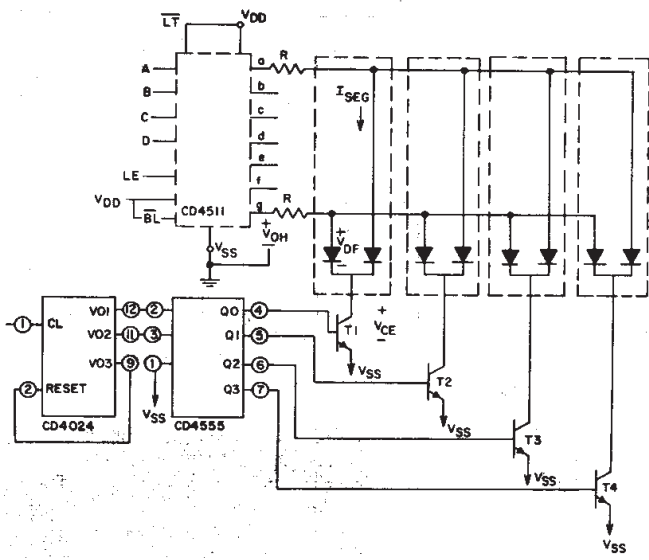 LT VDD
A a R
B b
C c ISEG
D d
LE e
VDD f
BL CD4511 g R
+ VOH −
+ VDF −
VSS
1 CL VO1 12 2 Q0 4 T1 + VCE −
VO2 11 3 Q1 5
VO3 9 1 Q2 6 VSS T2
2 RESET VSS Q3 7
CD4024 CD4555 VSS T3
VSS T4
VSS